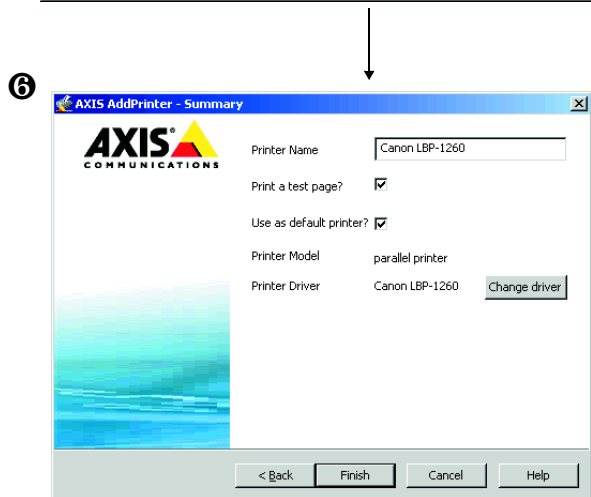 ❻
AXIS AddPrinter - Summary
AXIS
COMMUNICATIONS
Printer Name Canon LBP-1260
Print a test page?
Use as default printer?
Printer Model parallel printer
Printer Driver Canon LBP-1260 Change driver
< Back Finish Cancel Help